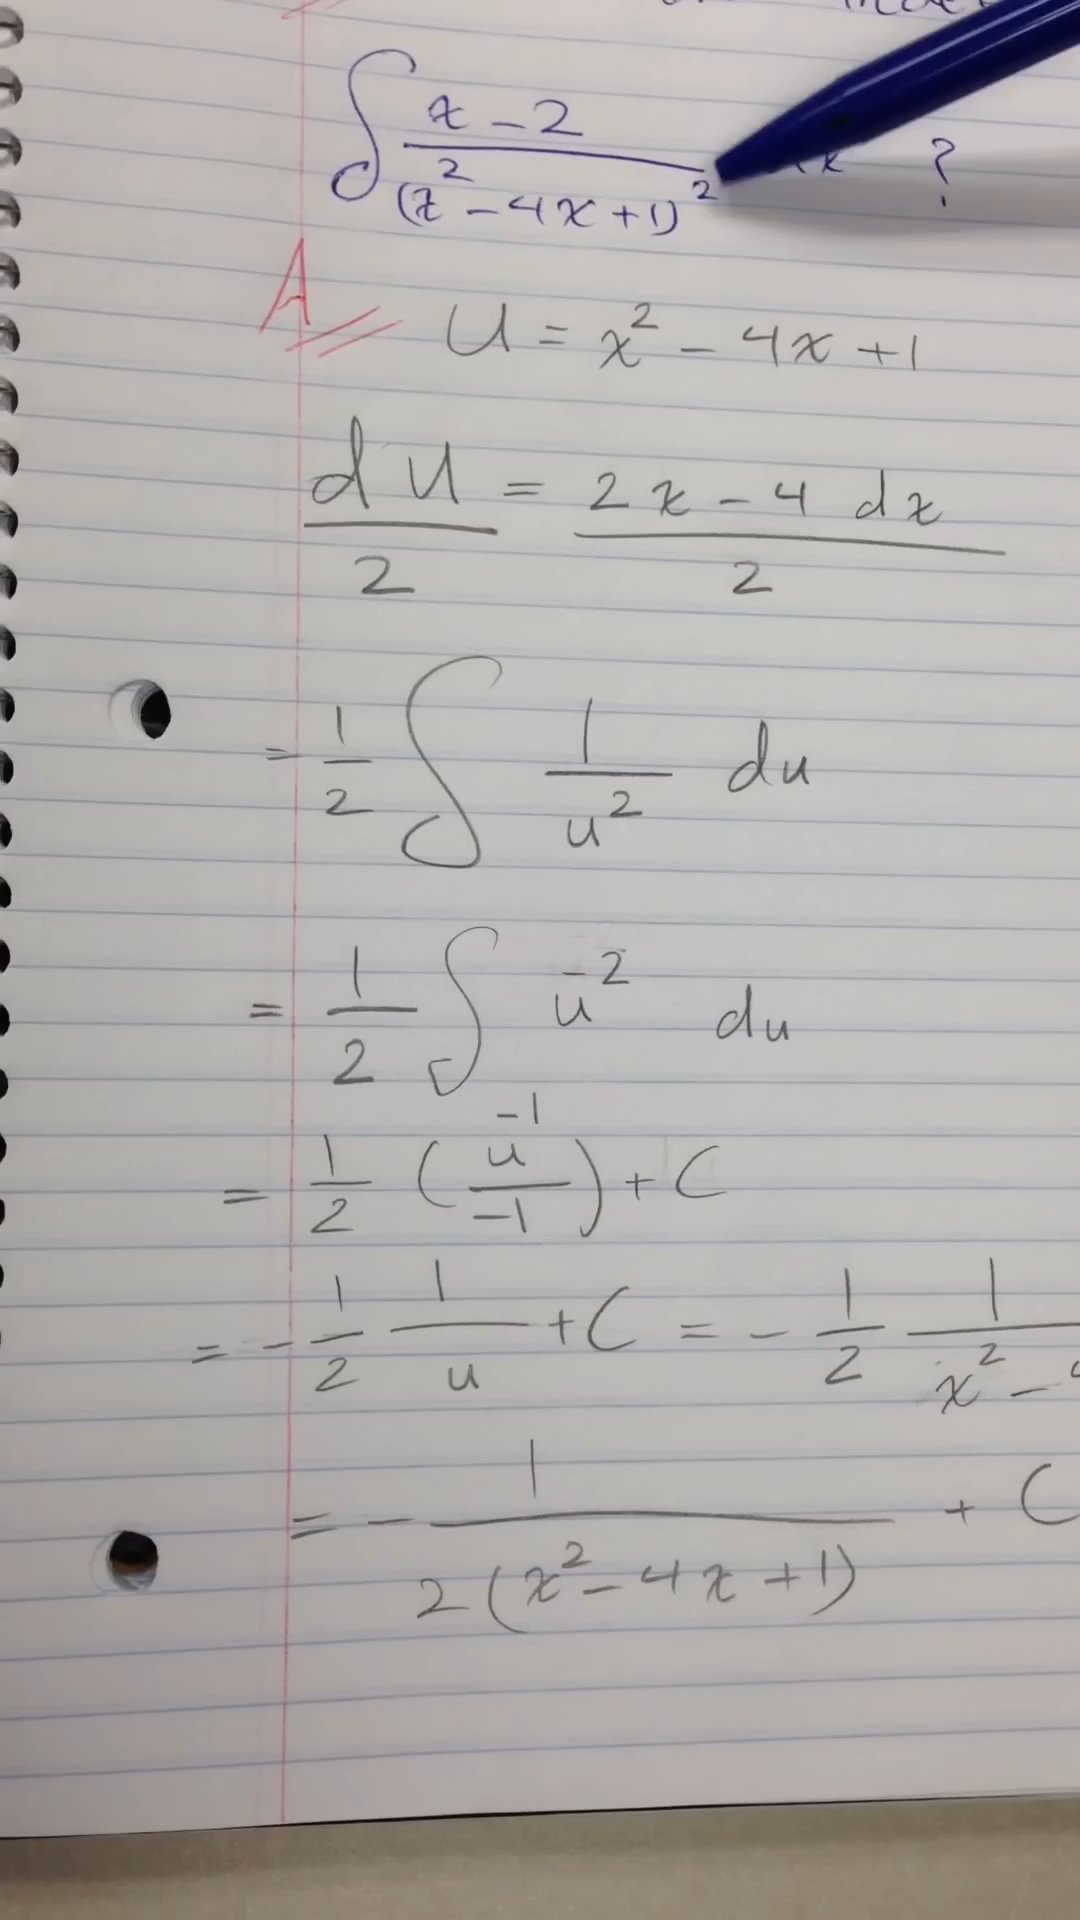 ∫ x - 2 / (x² - 4x + 1)² dx ?
A U = x² - 4x + 1
dU / 2 = 2x - 4 dx / 2
= 1/2 ∫ 1/u² du
= 1/2 ∫ u⁻² du
= 1/2 (u⁻¹ / -1) + C
= - 1/2 1/u + C = - 1/2 1 / x² -
= - 1 / 2(x² - 4x + 1) + C